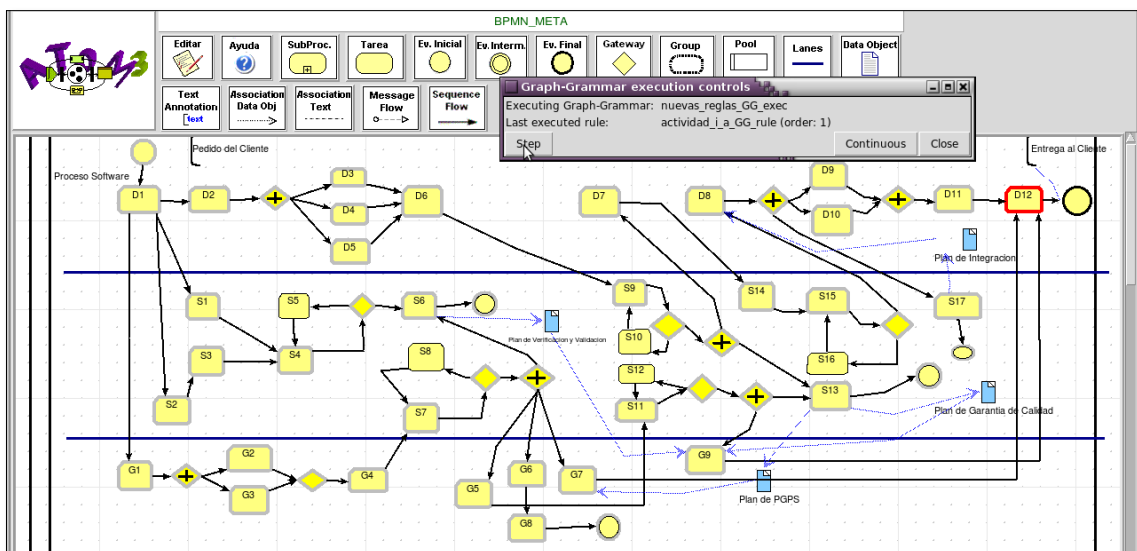 BPMN_META
ATOM3
Editar
Ayuda
SubProc.
Tarea
Ev. Inicial
Ev. Interm.
Ev. Final
Gateway
Group
Pool
Lanes
Data Object
Text
Annotation
[text
Association
Data Obj
Association
Text
Message
Flow
Sequence
Flow
Graph-Grammar execution controls
Executing Graph-Grammar: nuevas_reglas_GG_exec
Last executed rule: actividad_i_a_GG_rule (order: 1)
Step
Continuous
Close
Pedido del Cliente
Entrega al Cliente
Proceso Software
D1
D2
D3
D4
D5
D6
D7
D8
D9
D10
D11
D12
Plan de Integracion
S1
S2
S3
S4
S5
S6
Plan de Verificacion y Validacion
S7
S8
S9
S10
S11
S12
S13
S14
S15
S16
S17
Plan de Garantia de Calidad
G1
G2
G3
G4
G5
G6
G7
G8
G9
Plan de PGPS